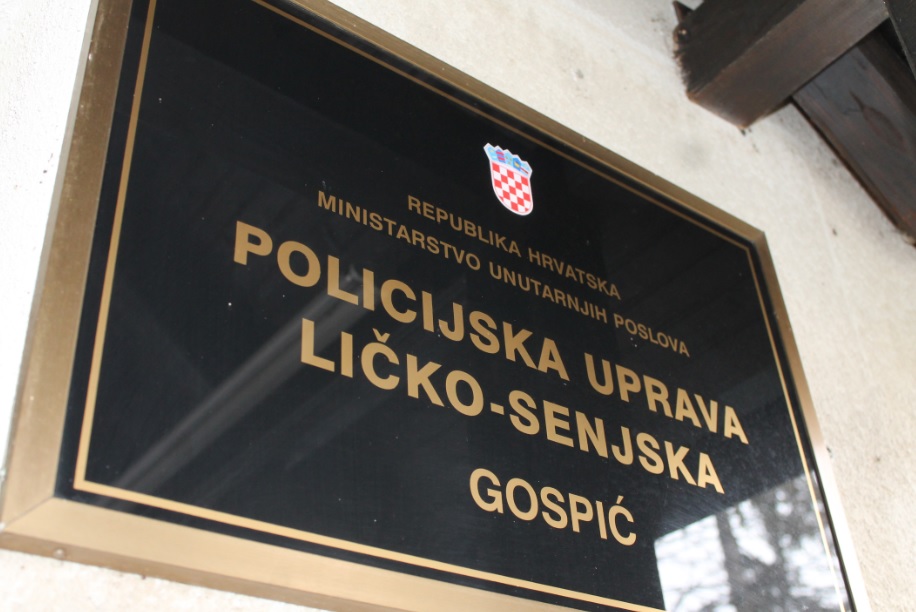 REPUBLIKA HRVATSKA
MINISTARSTVO UNUTARNJIH POSLOVA
POLICIJSKA UPRAVA
LIČKO-SENJSKA
GOSPIĆ